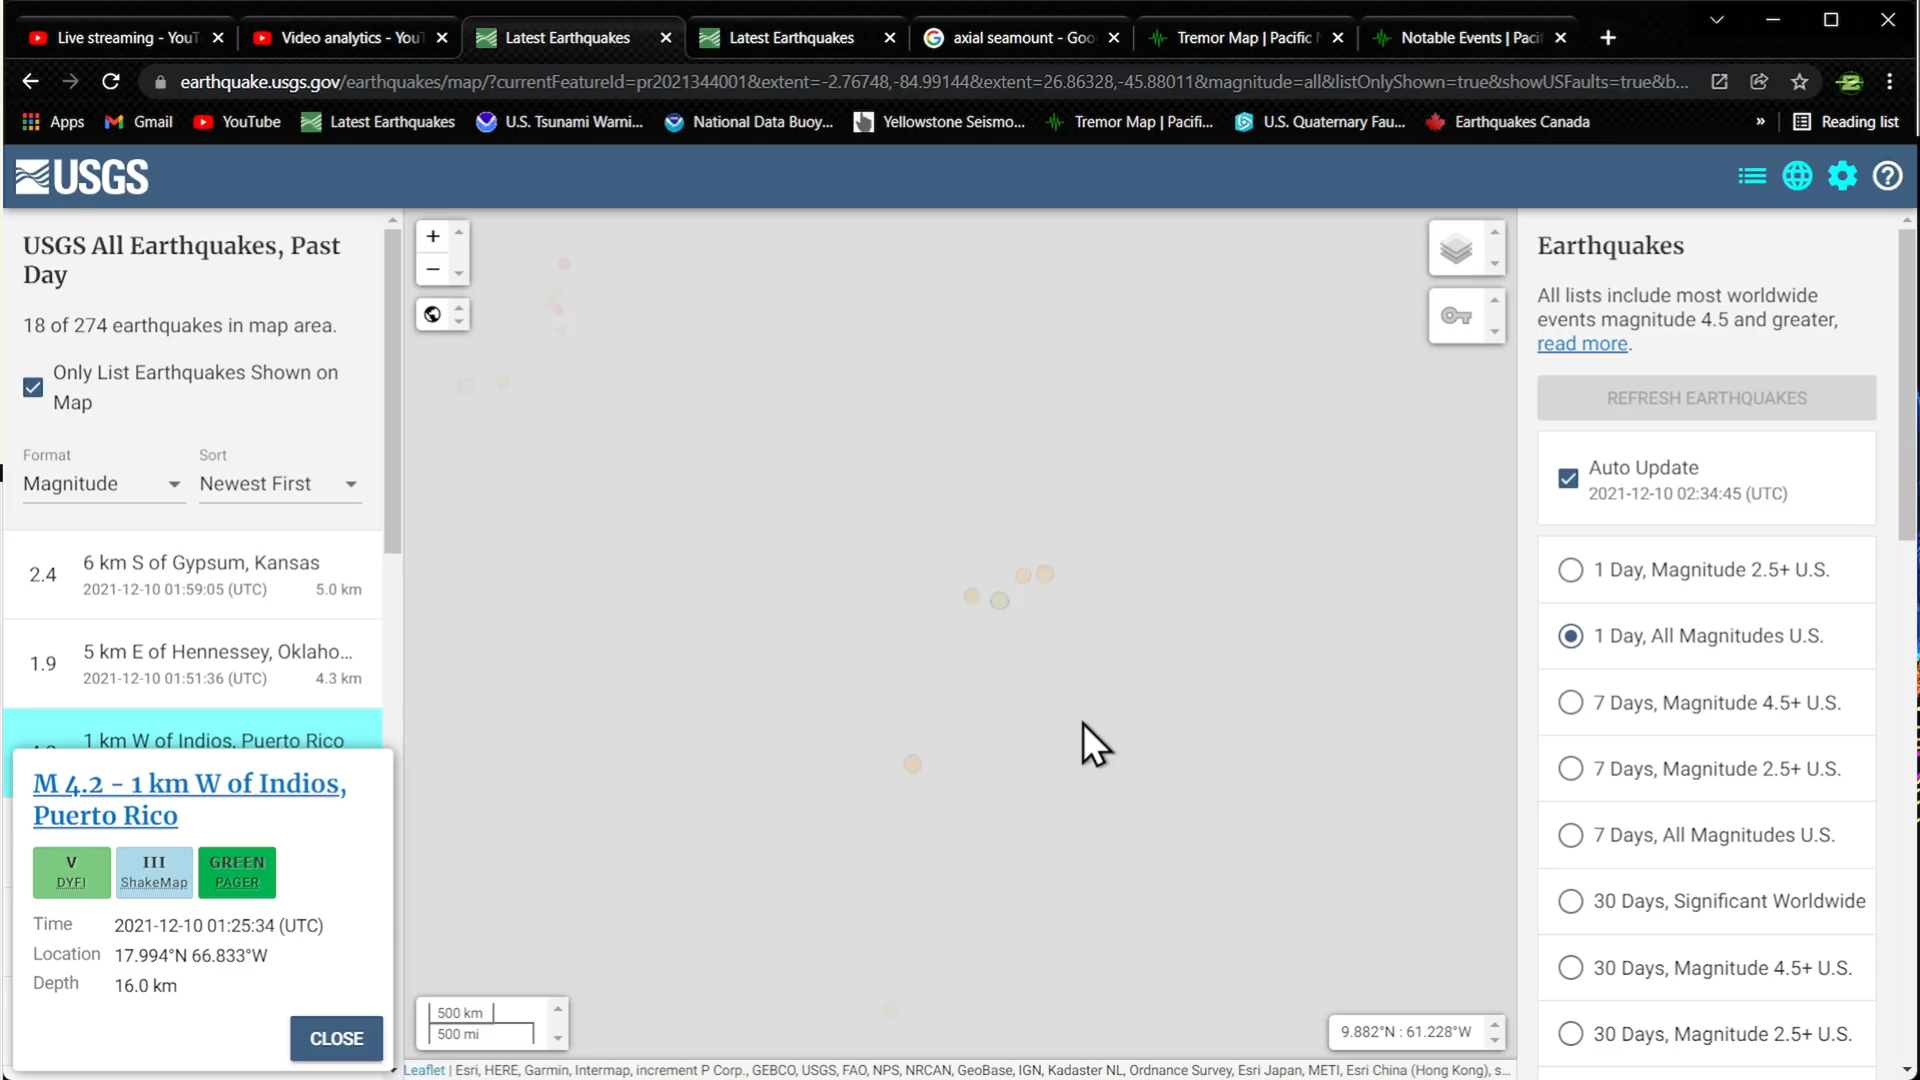 Live streaming - YouT
Video analytics - YouT
Latest Earthquakes
Latest Earthquakes
axial seamount - Goo
Tremor Map | Pacific
Notable Events | Paci
earthquake.usgs.gov/earthquakes/map/?currentFeatureId=pr2021344001&extent=-2.76748,-84.99144&extent=26.86328,-45.88011&magnitude=all&listOnlyShown=true&showUSFaults=true&b...
Apps
Gmail
YouTube
Latest Earthquakes
U.S. Tsunami Warni...
National Data Buoy...
Yellowstone Seismo...
Tremor Map | Pacifi...
U.S. Quaternary Fau...
Earthquakes Canada
»
Reading list
USGS
USGS All Earthquakes, Past
Day
18 of 274 earthquakes in map area.
Only List Earthquakes Shown on
Map
Format
Sort
Magnitude
Newest First
2.4
6 km S of Gypsum, Kansas
2021-12-10 01:59:05 (UTC)
5.0 km
1.9
5 km E of Hennessey, Oklaho...
2021-12-10 01:51:36 (UTC)
4.3 km
1 km W of Indios, Puerto Rico
M 4.2 - 1 km W of Indios,
Puerto Rico
V
DYFI
III
ShakeMap
GREEN
PAGER
Time
2021-12-10 01:25:34 (UTC)
Location
17.994°N 66.833°W
Depth
16.0 km
CLOSE
+
−
500 km
500 mi
9.882°N : 61.228°W
Leaflet | Esri, HERE, Garmin, Intermap, increment P Corp., GEBCO, USGS, FAO, NPS, NRCAN, GeoBase, IGN, Kadaster NL, Ordnance Survey, Esri Japan, METI, Esri China (Hong Kong), s...
Earthquakes
All lists include most worldwide
events magnitude 4.5 and greater,
read more.
REFRESH EARTHQUAKES
Auto Update
2021-12-10 02:34:45 (UTC)
1 Day, Magnitude 2.5+ U.S.
1 Day, All Magnitudes U.S.
7 Days, Magnitude 4.5+ U.S.
7 Days, Magnitude 2.5+ U.S.
7 Days, All Magnitudes U.S.
30 Days, Significant Worldwide
30 Days, Magnitude 4.5+ U.S.
30 Days, Magnitude 2.5+ U.S.